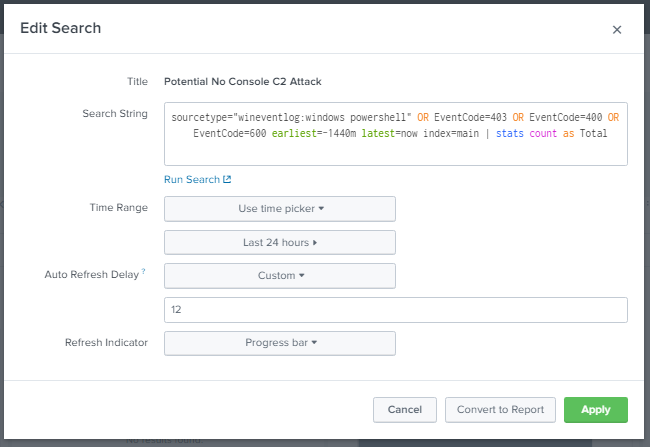 Edit Search
×
Title Potential No Console C2 Attack
Search String
sourcetype="wineventlog:windows powershell" OR EventCode=403 OR EventCode=400 OR
EventCode=600 earliest=-1440m latest=now index=main | stats count as Total
Run Search
Time Range Use time picker
Last 24 hours
Auto Refresh Delay ? Custom
12
Refresh Indicator Progress bar
Cancel Convert to Report Apply
No results found.